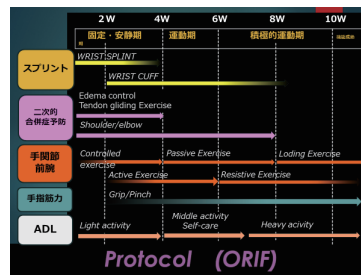 2W 4W 6W 8W 10W
固定・安静期 運動期 積極的運動期
スプリント
WRIST SPLINT
WRIST CUFF
二次的
合併症予防
Edema control
Tendon gliding Exercise
Shoulder/elbow
手関節
前腕
Controlled
exercise
Passive Exercise
Loding Exercise
Active Exercise
Resistive Exercise
手指筋力
Grip/Pinch
ADL
Light activity
Middle activity
Self-care
Heavy acivity
Protocol (ORIF)